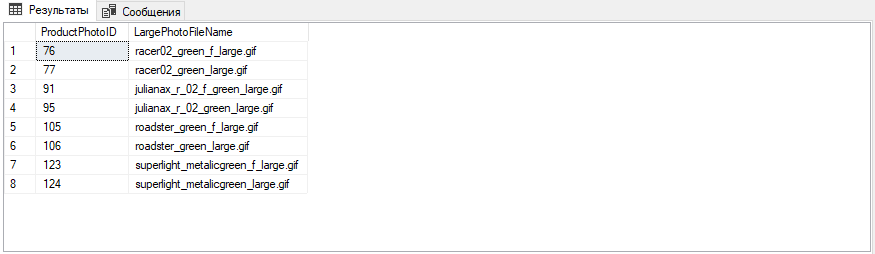 Результаты Сообщения
ProductPhotoID LargePhotoFileName
1 76 racer02_green_f_large.gif
2 77 racer02_green_large.gif
3 91 julianax_r_02_f_green_large.gif
4 95 julianax_r_02_green_large.gif
5 105 roadster_green_f_large.gif
6 106 roadster_green_large.gif
7 123 superlight_metalicgreen_f_large.gif
8 124 superlight_metalicgreen_large.gif